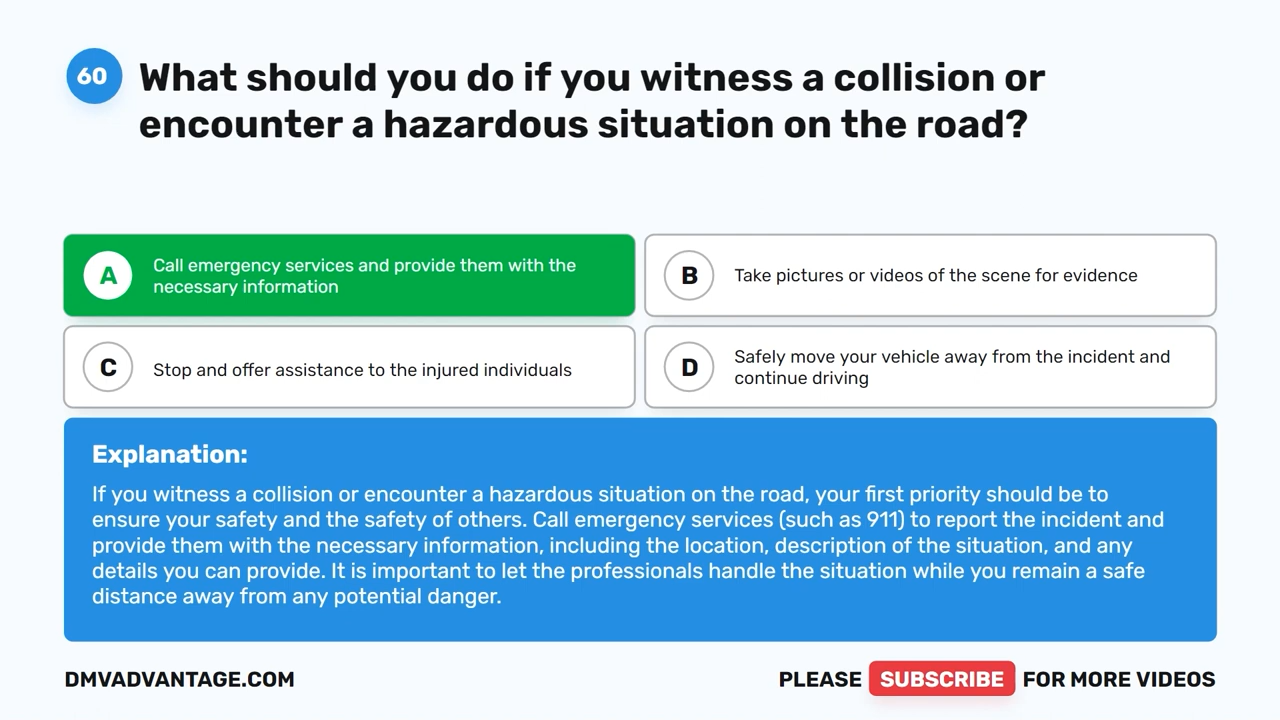 60
What should you do if you witness a collision or
encounter a hazardous situation on the road?
A
Call emergency services and provide them with the
necessary information
B
Take pictures or videos of the scene for evidence
C
Stop and offer assistance to the injured individuals
D
Safely move your vehicle away from the incident and
continue driving
Explanation:
If you witness a collision or encounter a hazardous situation on the road, your first priority should be to
ensure your safety and the safety of others. Call emergency services (such as 911) to report the incident and
provide them with the necessary information, including the location, description of the situation, and any
details you can provide. It is important to let the professionals handle the situation while you remain a safe
distance away from any potential danger.
DMVADVANTAGE.COM
PLEASE SUBSCRIBE FOR MORE VIDEOS